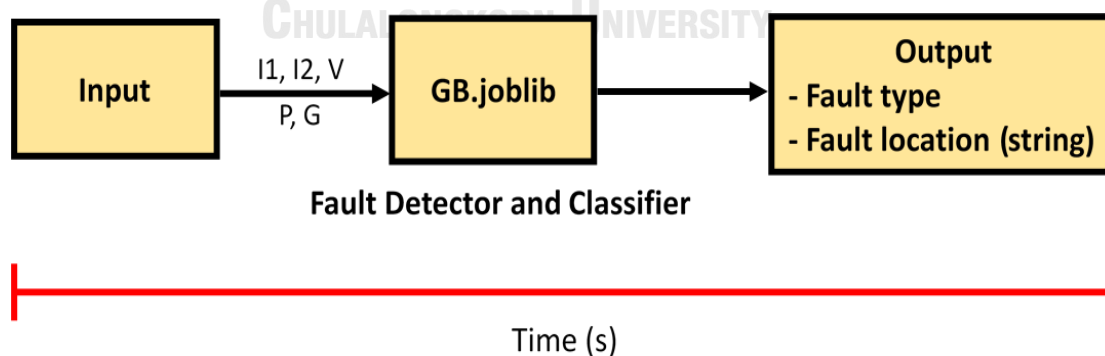 CHULALONGKORN UNIVERSITY
Input
I1, I2, V
P, G
GB.joblib
Output
- Fault type
- Fault location (string)
Fault Detector and Classifier
Time (s)